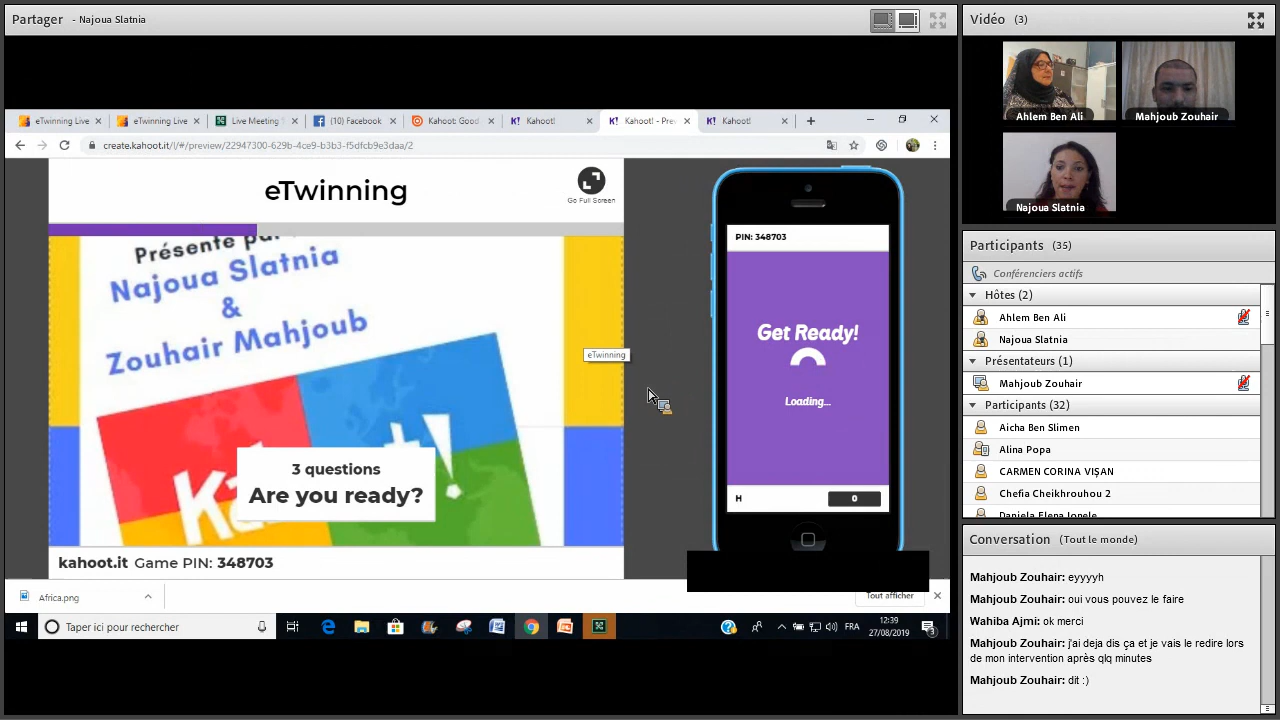 Partager - Najoua Slatnia
eTwinning Live
eTwinning Live
Live Meeting
(10) Facebook
Kahoot: Good
Kahoot!
Kahoot! - Pre
Kahoot!
create.kahoot.it/l/#/preview/22947300-629b-4ce9-b3b3-f5dfcb9e3daa/2
eTwinning
Go Full Screen
Présenté par
Najoua Slatnia
&
Zouhair Mahjoub
3 questions
Are you ready?
kahoot.it Game PIN: 348703
eTwinning
PIN: 348703
Get Ready!
Loading...
H 0
Africa.png
Tout afficher
Taper ici pour rechercher
FRA
12:39
27/08/2019
3
Vidéo (3)
Ahlem Ben Ali
Mahjoub Zouhair
Najoua Slatnia
Participants (35)
Conférenciers actifs
Hôtes (2)
Ahlem Ben Ali
Najoua Slatnia
Présentateurs (1)
Mahjoub Zouhair
Participants (32)
Aicha Ben Slimen
Alina Popa
CARMEN CORINA VIŞAN
Chefia Cheikhrouhou 2
Daniela Elena Ionele
Conversation (Tout le monde)
Mahjoub Zouhair: eyyyyh
Mahjoub Zouhair: oui vous pouvez le faire
Wahiba Ajmi: ok merci
Mahjoub Zouhair: j'ai deja dis ça et je vais le redire lors
de mon intervention après qlq minutes
Mahjoub Zouhair: dit :)